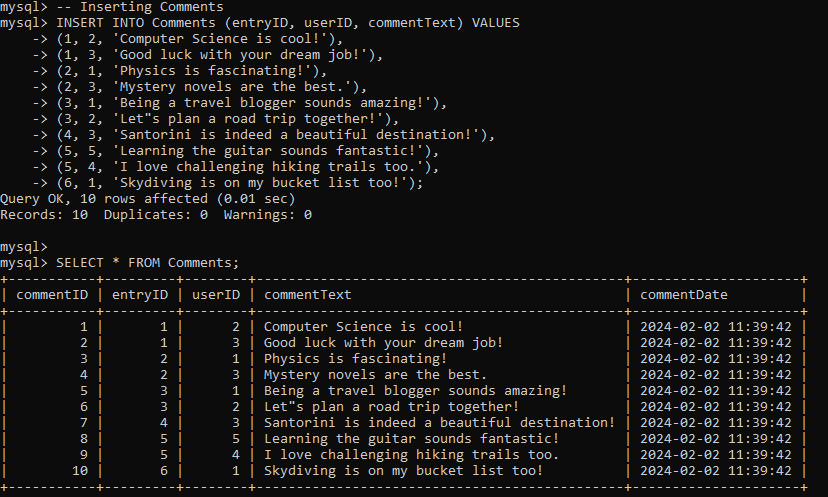 mysql> -- Inserting Comments
mysql> INSERT INTO Comments (entryID, userID, commentText) VALUES
    -> (1, 2, 'Computer Science is cool!'),
    -> (1, 3, 'Good luck with your dream job!'),
    -> (2, 1, 'Physics is fascinating!'),
    -> (2, 3, 'Mystery novels are the best.'),
    -> (3, 1, 'Being a travel blogger sounds amazing!'),
    -> (3, 2, 'Let"s plan a road trip together!'),
    -> (4, 3, 'Santorini is indeed a beautiful destination!'),
    -> (5, 5, 'Learning the guitar sounds fantastic!'),
    -> (5, 4, 'I love challenging hiking trails too.'),
    -> (6, 1, 'Skydiving is on my bucket list too!');
Query OK, 10 rows affected (0.01 sec)
Records: 10  Duplicates: 0  Warnings: 0
mysql>
mysql> SELECT * FROM Comments;
+-----------+---------+--------+----------------------------------------------+---------------------+
| commentID | entryID | userID | commentText                                  | commentDate         |
+-----------+---------+--------+----------------------------------------------+---------------------+
|         1 |       1 |      2 | Computer Science is cool!                    | 2024-02-02 11:39:42 |
|         2 |       1 |      3 | Good luck with your dream job!               | 2024-02-02 11:39:42 |
|         3 |       2 |      1 | Physics is fascinating!                      | 2024-02-02 11:39:42 |
|         4 |       2 |      3 | Mystery novels are the best.                 | 2024-02-02 11:39:42 |
|         5 |       3 |      1 | Being a travel blogger sounds amazing!       | 2024-02-02 11:39:42 |
|         6 |       3 |      2 | Let"s plan a road trip together!             | 2024-02-02 11:39:42 |
|         7 |       4 |      3 | Santorini is indeed a beautiful destination! | 2024-02-02 11:39:42 |
|         8 |       5 |      5 | Learning the guitar sounds fantastic!        | 2024-02-02 11:39:42 |
|         9 |       5 |      4 | I love challenging hiking trails too.        | 2024-02-02 11:39:42 |
|        10 |       6 |      1 | Skydiving is on my bucket list too!          | 2024-02-02 11:39:42 |
+-----------+---------+--------+----------------------------------------------+---------------------+